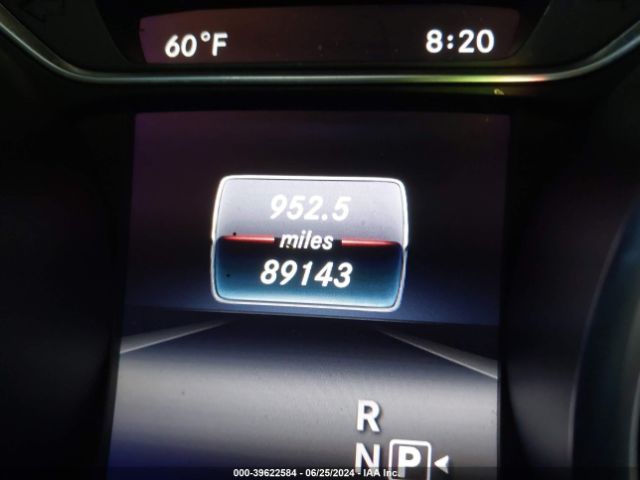 60°F 8:20
952.5
miles
89143
R
N P
000-39622584 - 06/25/2024 - IAA Inc.